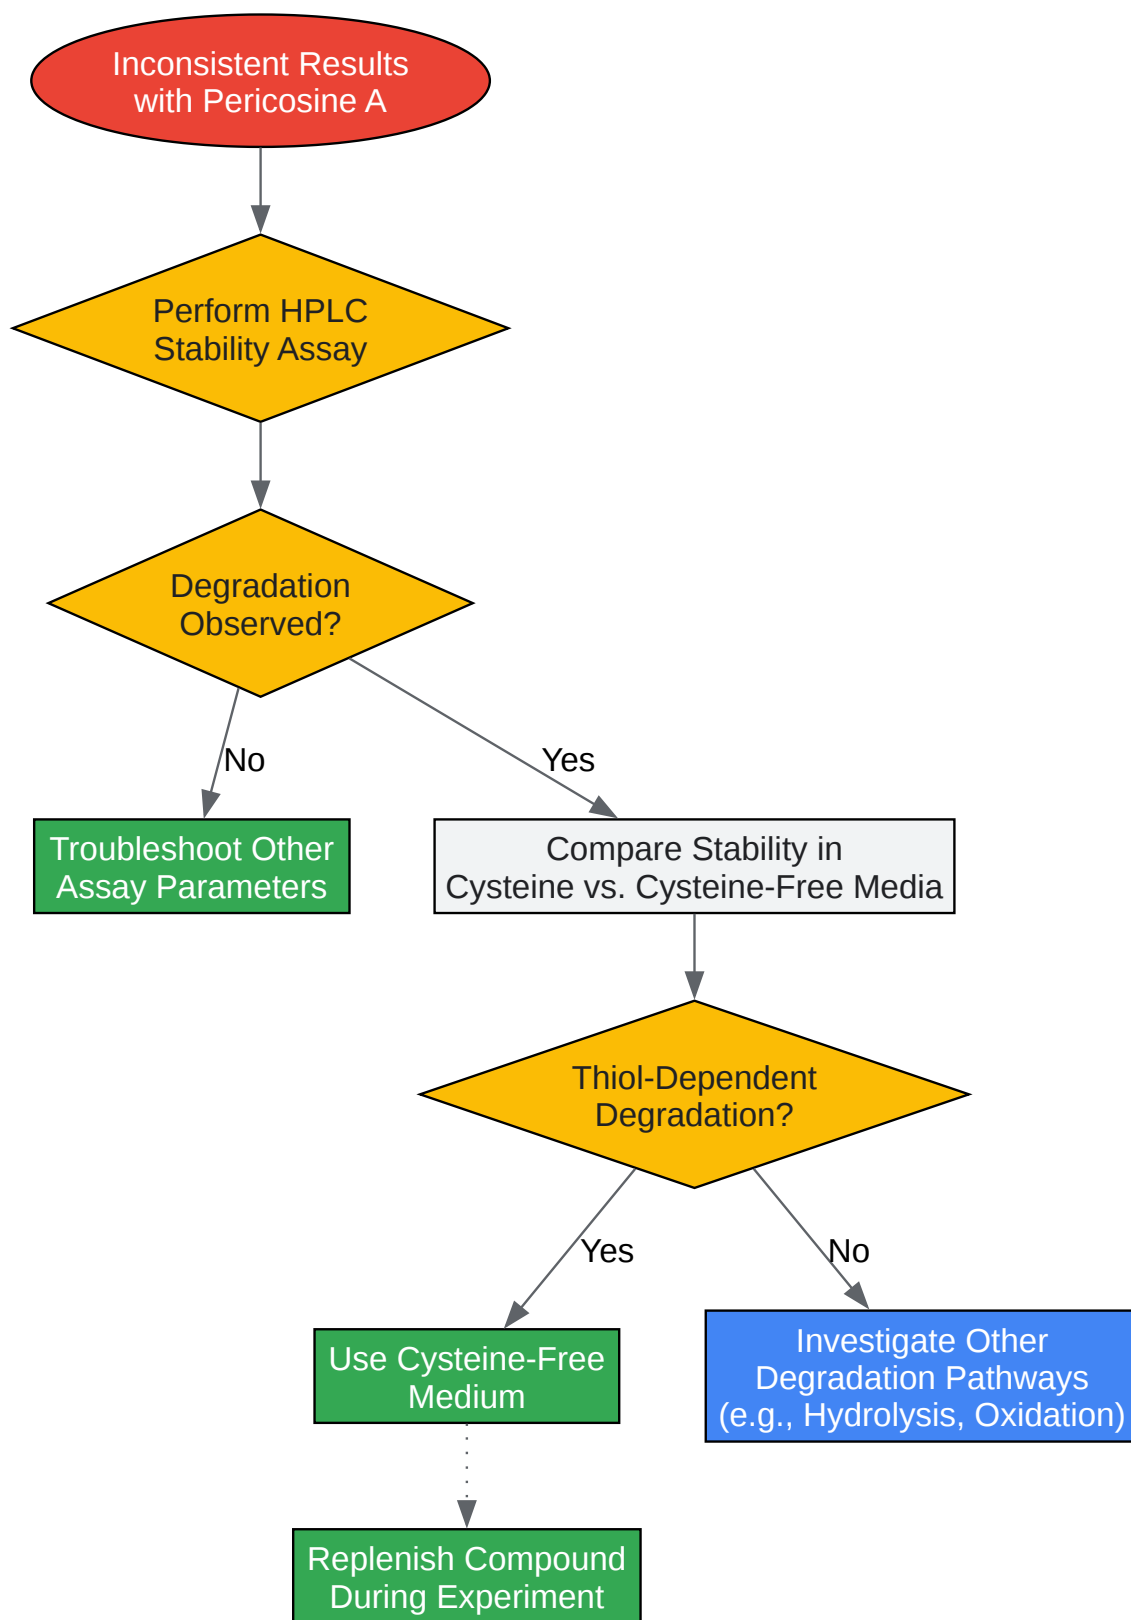 Inconsistent Results
with Pericosine A
Perform HPLC
Stability Assay
Degradation
Observed?
No
Yes
Troubleshoot Other
Assay Parameters
Compare Stability in
Cysteine vs. Cysteine-Free Media
Thiol-Dependent
Degradation?
Yes
No
Use Cysteine-Free
Medium
Investigate Other
Degradation Pathways
(e.g., Hydrolysis, Oxidation)
Replenish Compound
During Experiment